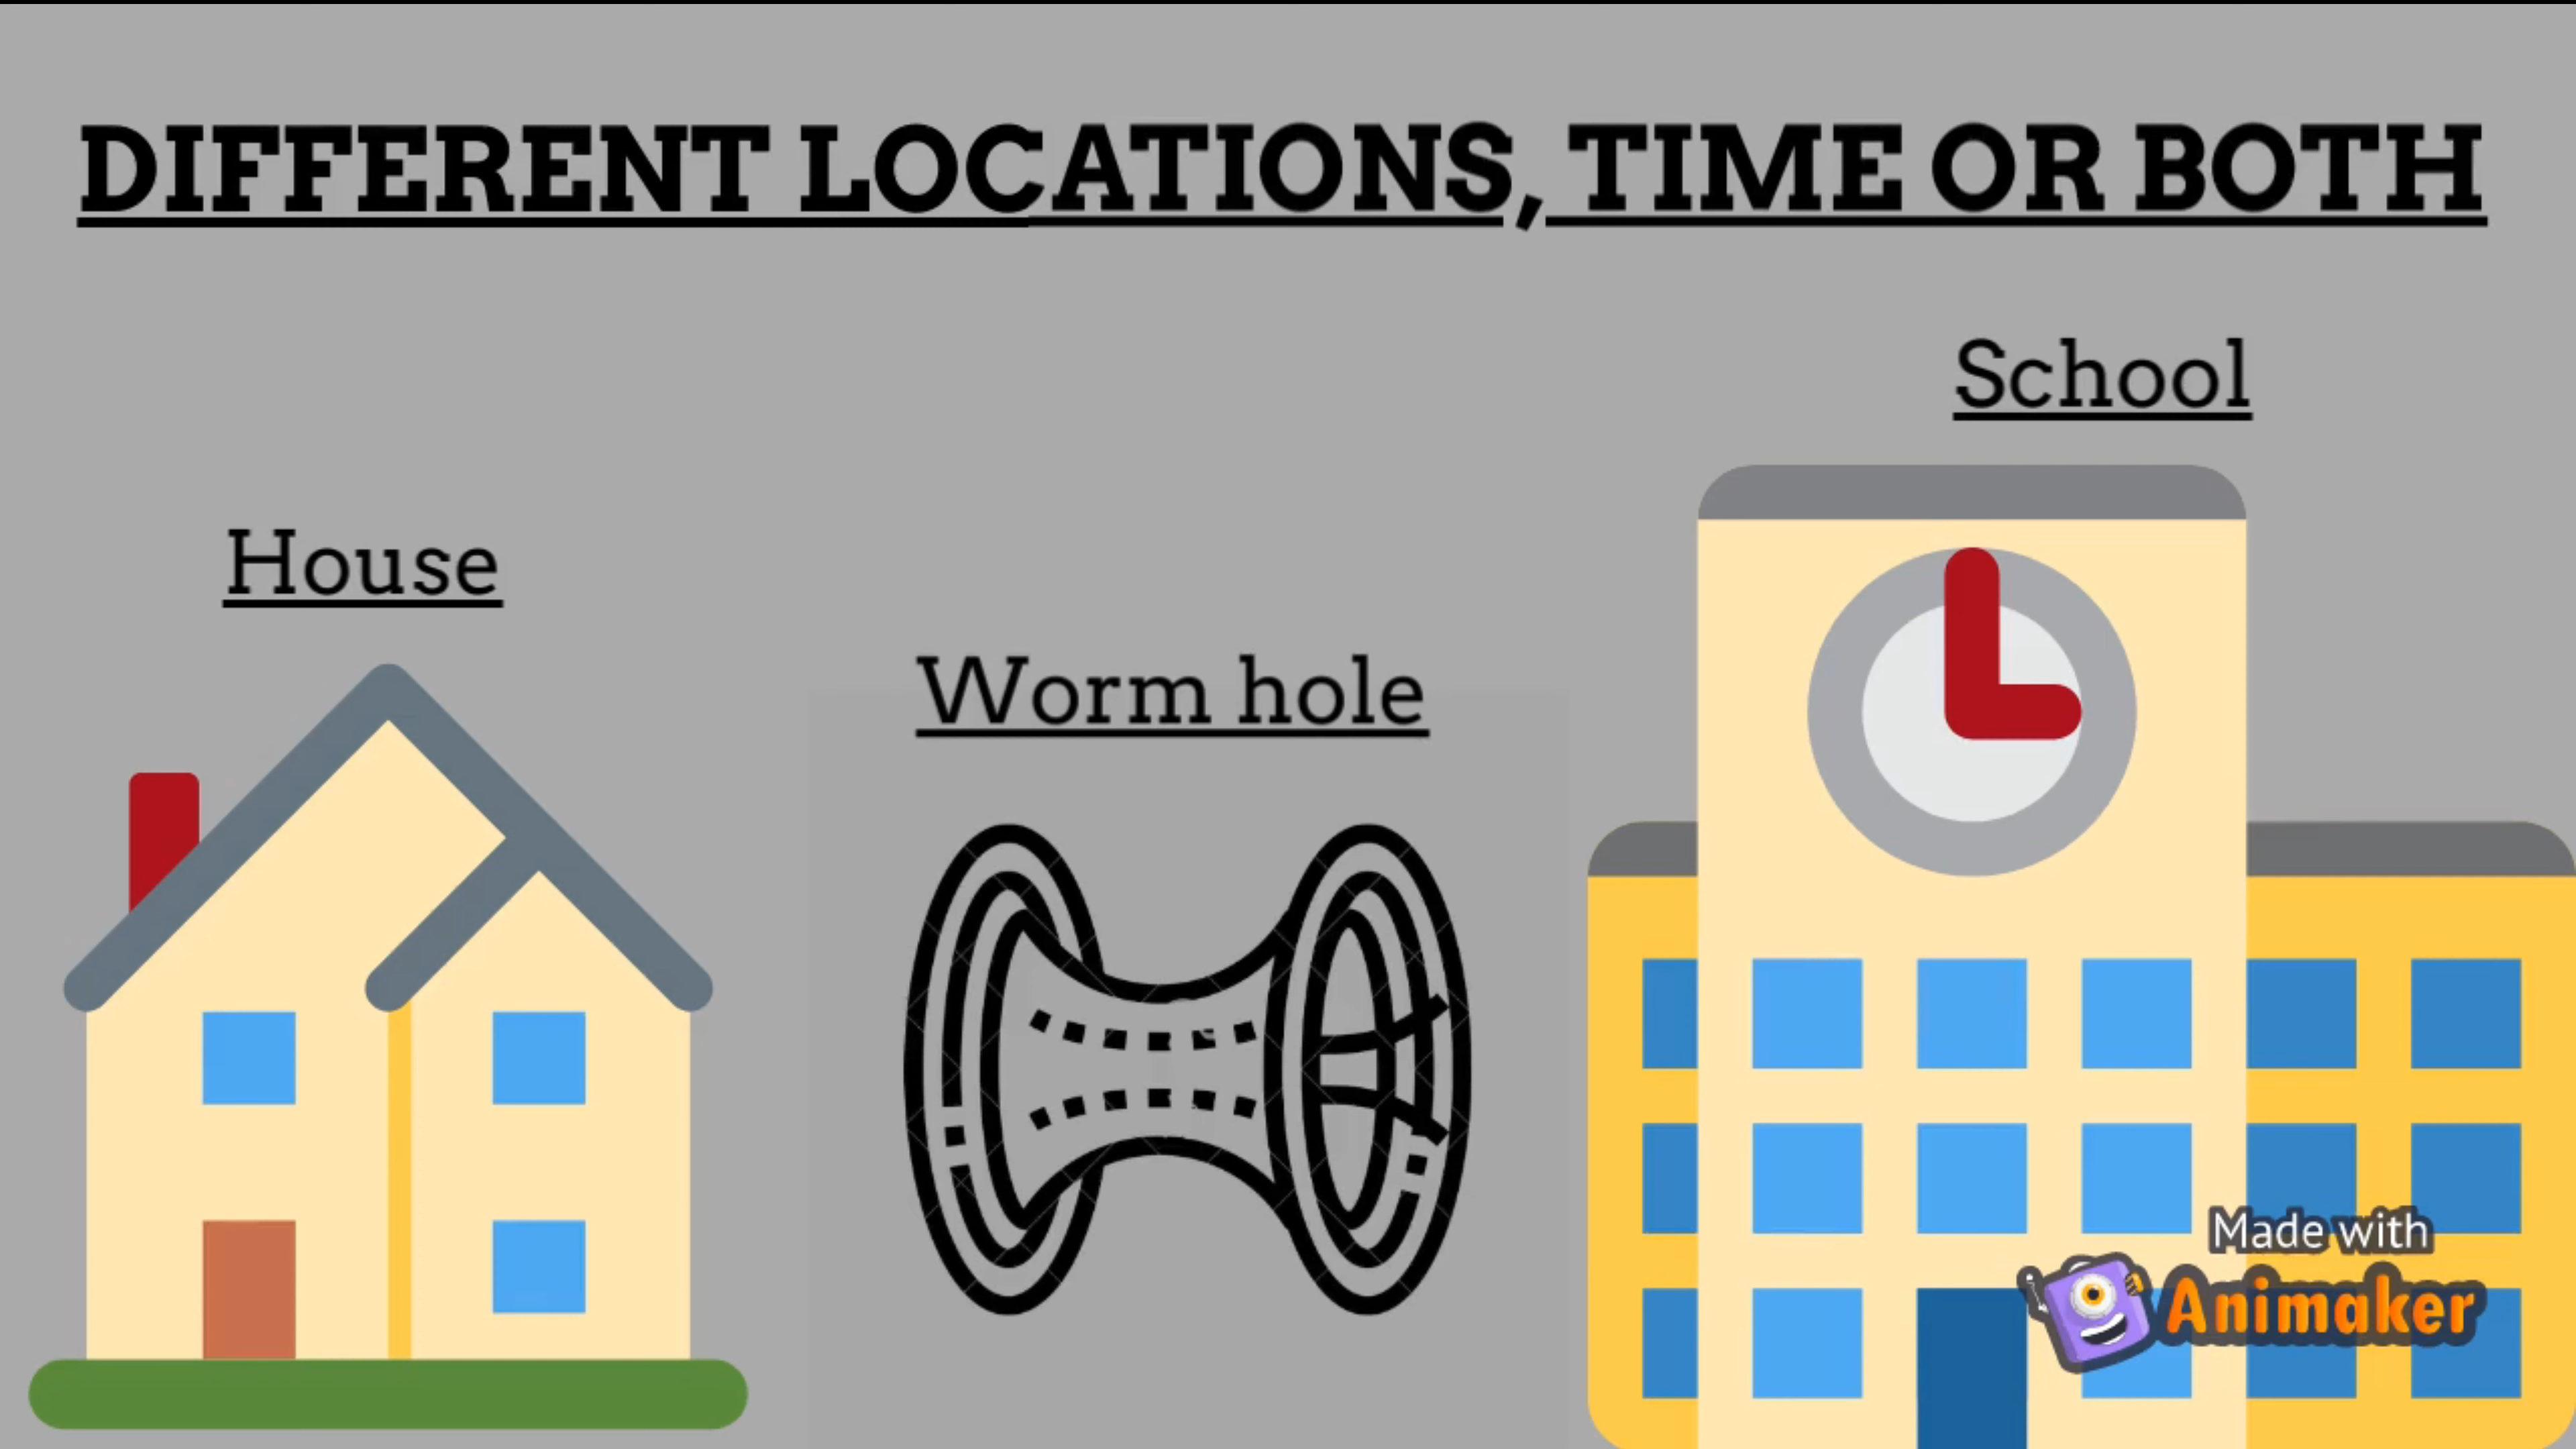 DIFFERENT LOCATIONS, TIME OR BOTH
School
House
Worm hole
Made with
Animaker